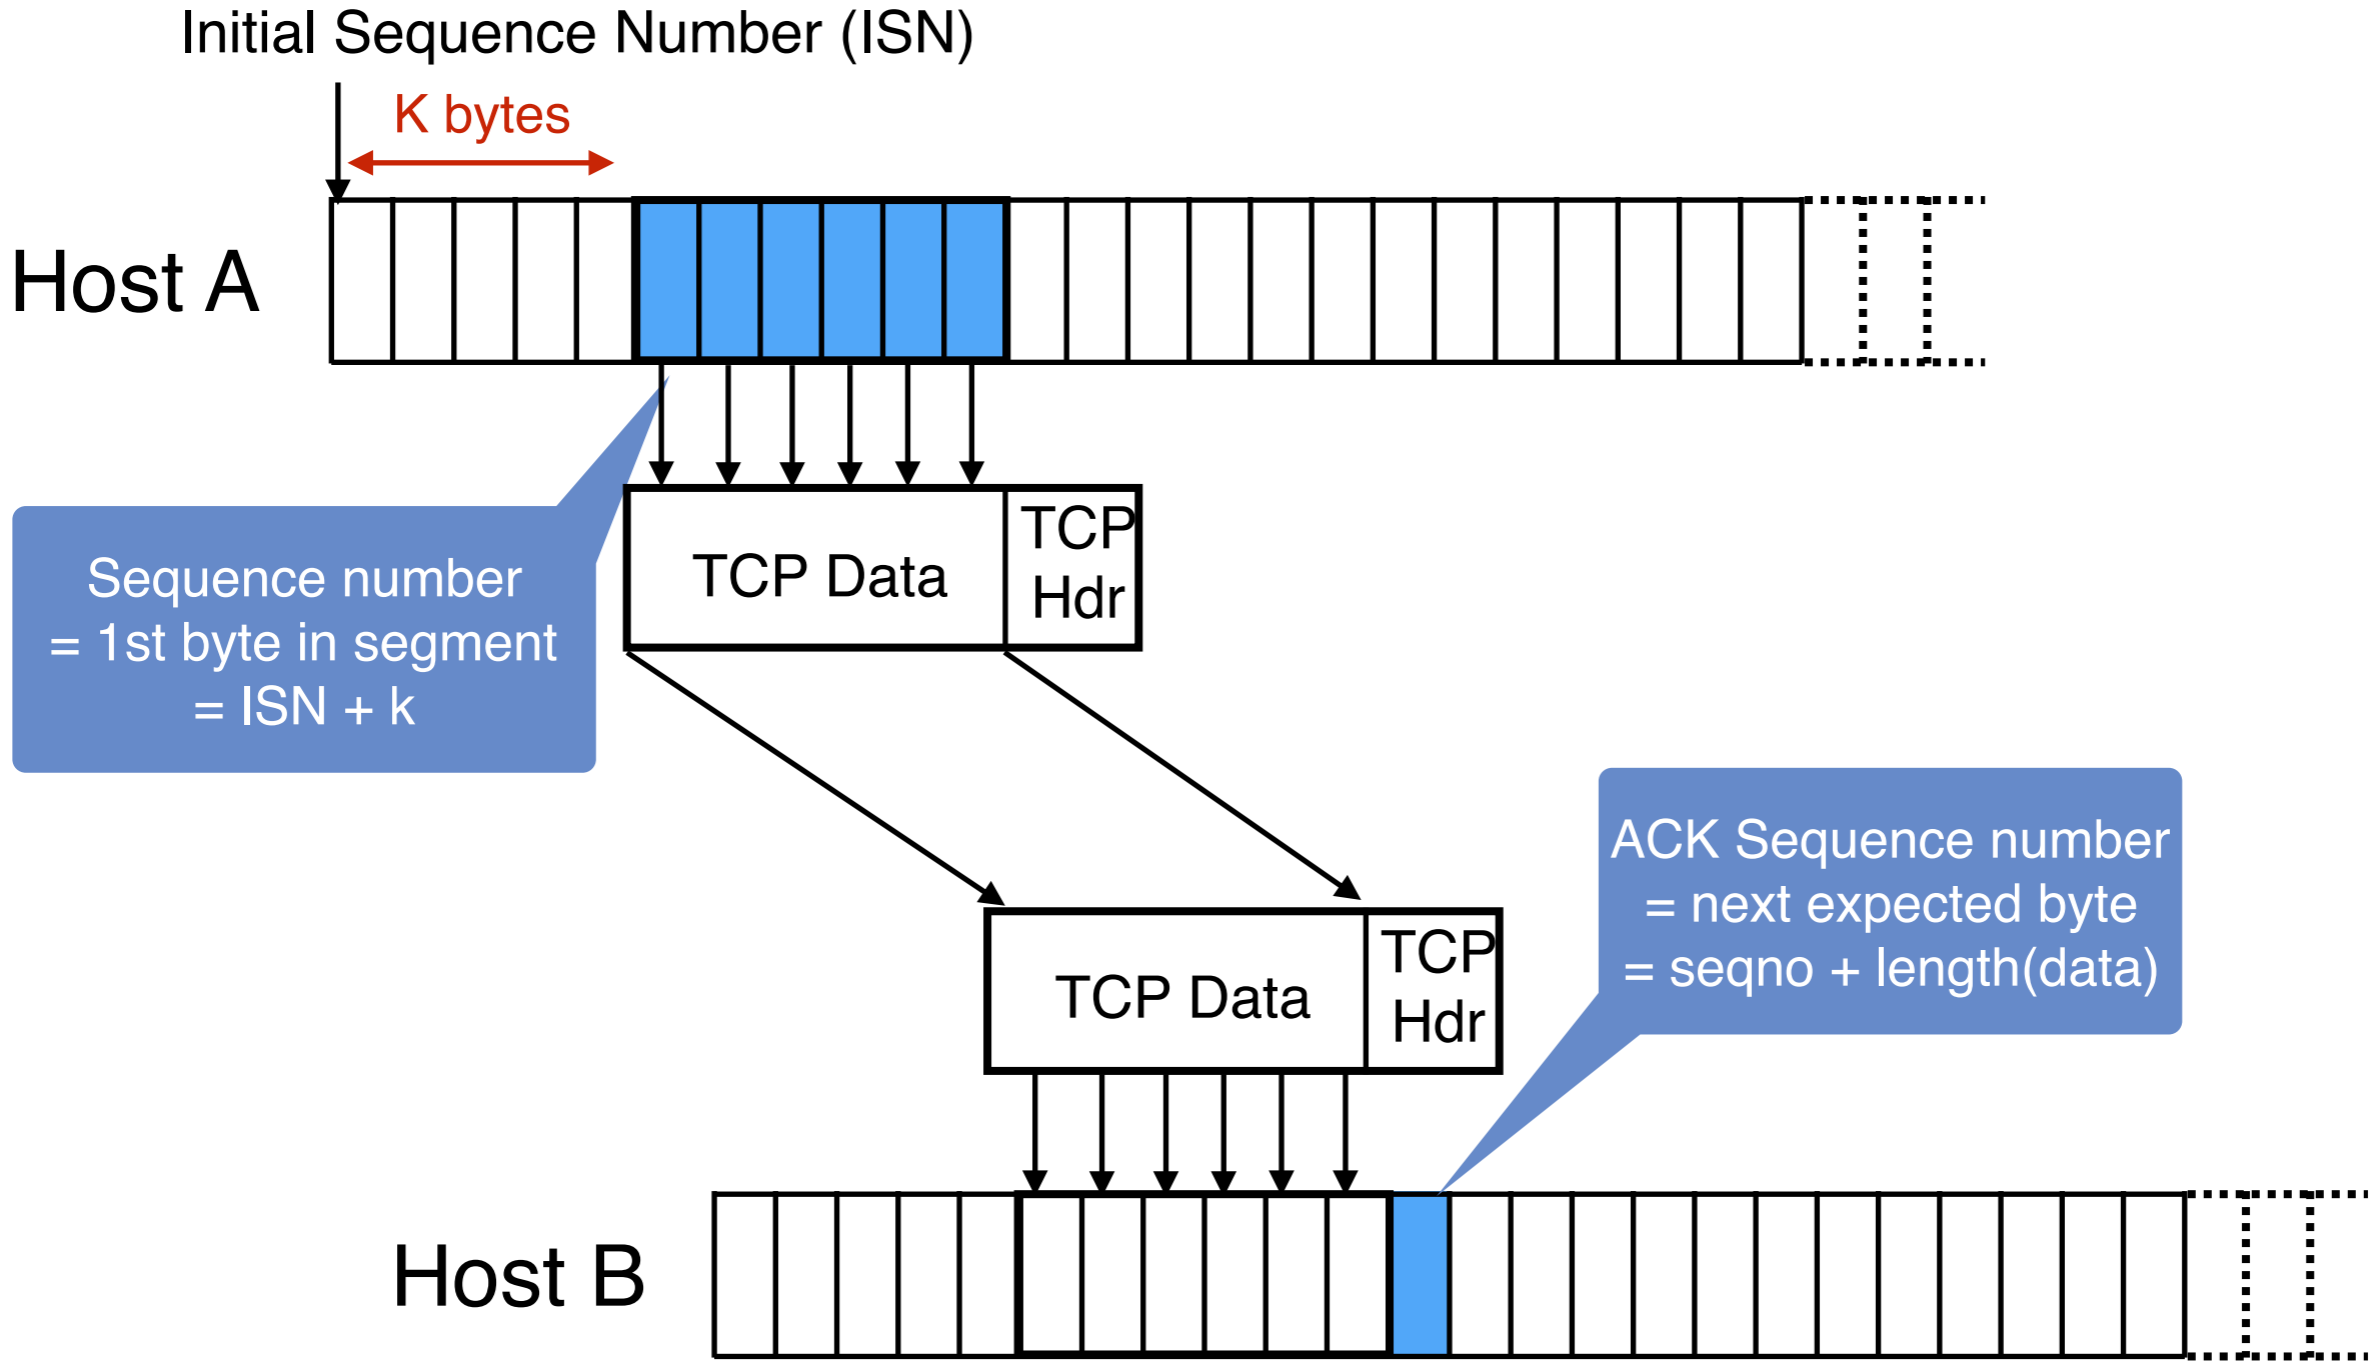 Initial Sequence Number (ISN)
K bytes
Host A
TCP Data
TCP
Hdr
Sequence number
= 1st byte in segment
= ISN + k
ACK Sequence number
= next expected byte
= seqno + length(data)
TCP Data
TCP
Hdr
Host B